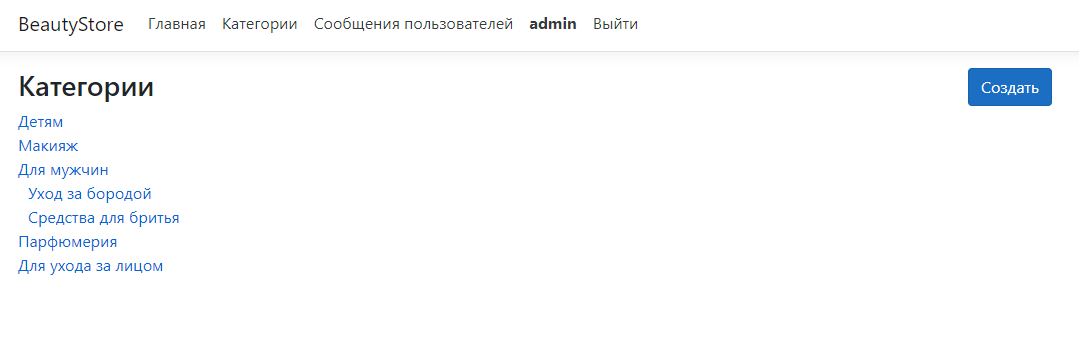 BeautyStore Главная Категории Сообщения пользователей admin Выйти
Категории Создать
Детям
Макияж
Для мужчин
Уход за бородой
Средства для бритья
Парфюмерия
Для ухода за лицом